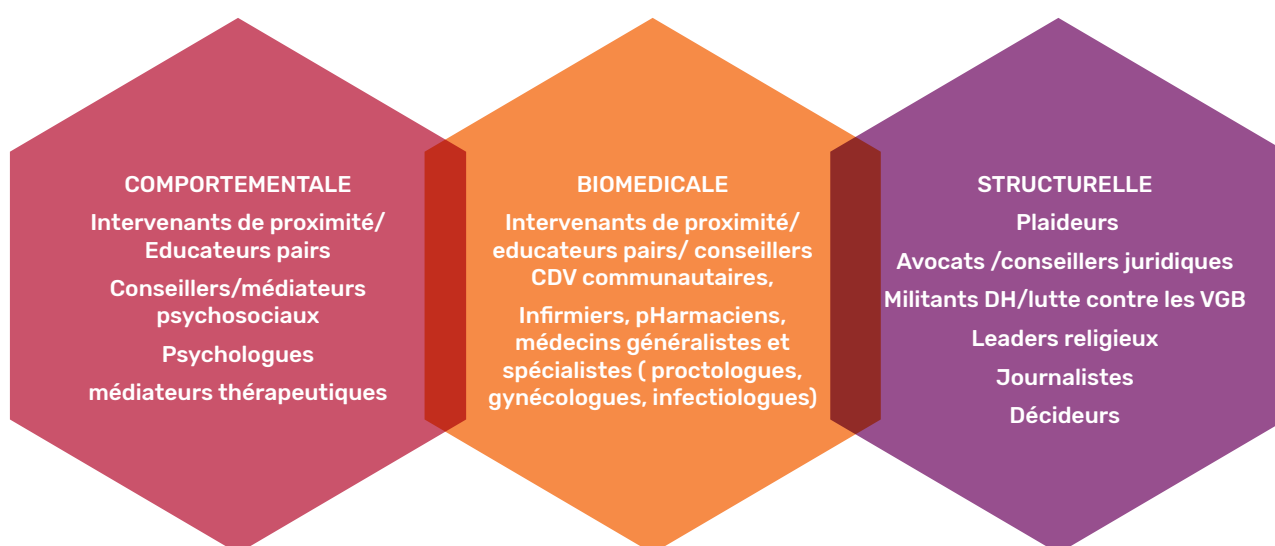 COMPORTEMENTALE
Intervenants de proximité/
Educateurs pairs
Conseillers/médiateurs
psychosociaux
Psychologues
médiateurs thérapeutiques
BIOMEDICALE
Intervenants de proximité/
educateurs pairs/ conseillers
CDV communautaires,
Infirmiers, pHarmaciens,
médecins généralistes et
spécialistes ( proctologues,
gynécologues, infectiologues)
STRUCTURELLE
Plaideurs
Avocats /conseillers juridiques
Militants DH/lutte contre les VGB
Leaders religieux
Journalistes
Décideurs